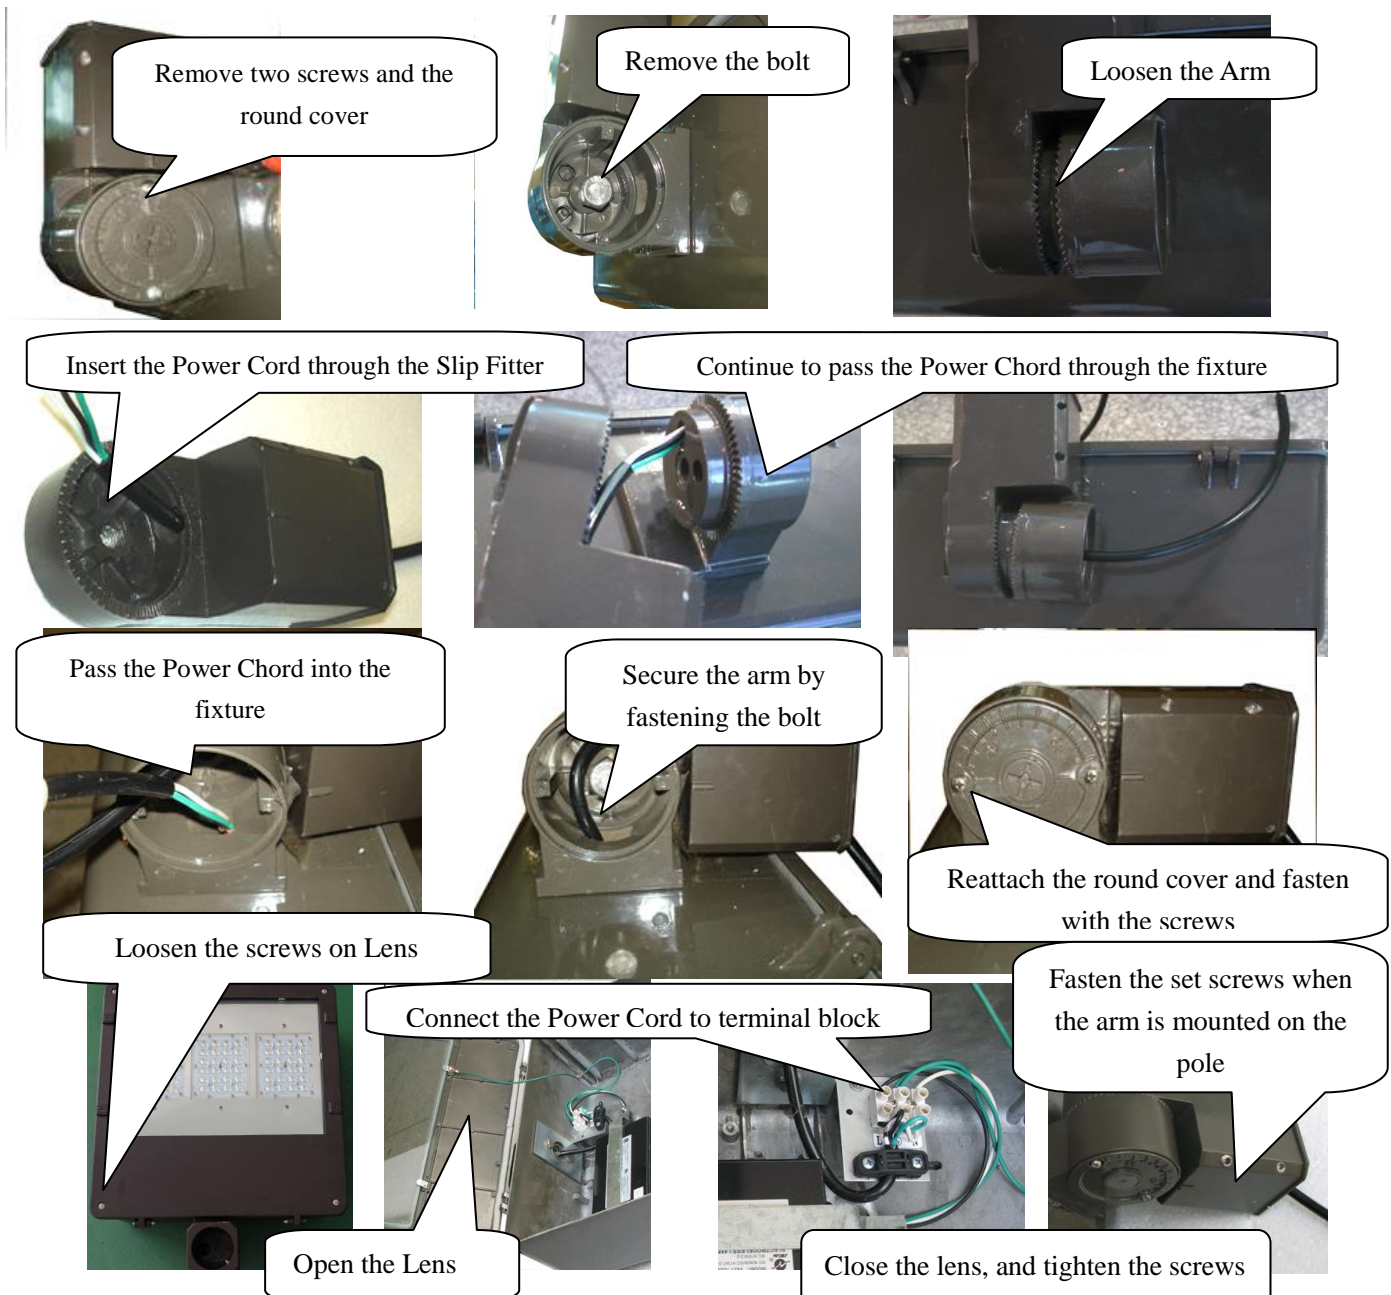 Remove two screws and the
round cover
Remove the bolt
Loosen the Arm
Insert the Power Cord through the Slip Fitter
Continue to pass the Power Chord through the fixture
Pass the Power Chord into the
fixture
Secure the arm by
fastening the bolt
Reattach the round cover and fasten
with the screws
Loosen the screws on Lens
Connect the Power Cord to terminal block
Fasten the set screws when
the arm is mounted on the
pole
Open the Lens
Close the lens, and tighten the screws